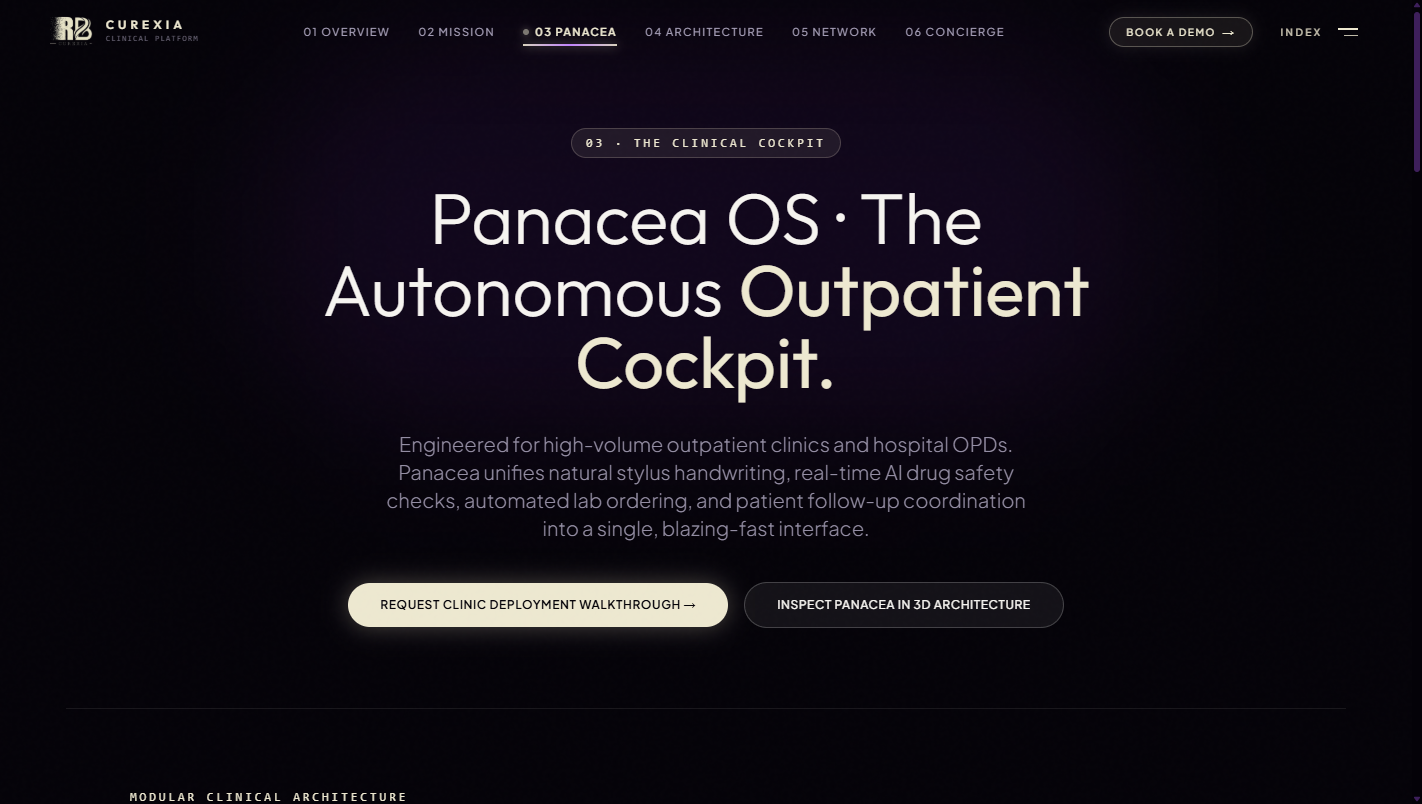 CUREXIA
CLINICAL PLATFORM
01 OVERVIEW
02 MISSION
03 PANACEA
04 ARCHITECTURE
05 NETWORK
06 CONCIERGE
BOOK A DEMO →
INDEX
03 · THE CLINICAL COCKPIT
Panacea OS · The
Autonomous Outpatient
Cockpit.
Engineered for high-volume outpatient clinics and hospital OPDs.
Panacea unifies natural stylus handwriting, real-time AI drug safety
checks, automated lab ordering, and patient follow-up coordination
into a single, blazing-fast interface.
REQUEST CLINIC DEPLOYMENT WALKTHROUGH →
INSPECT PANACEA IN 3D ARCHITECTURE
MODULAR CLINICAL ARCHITECTURE